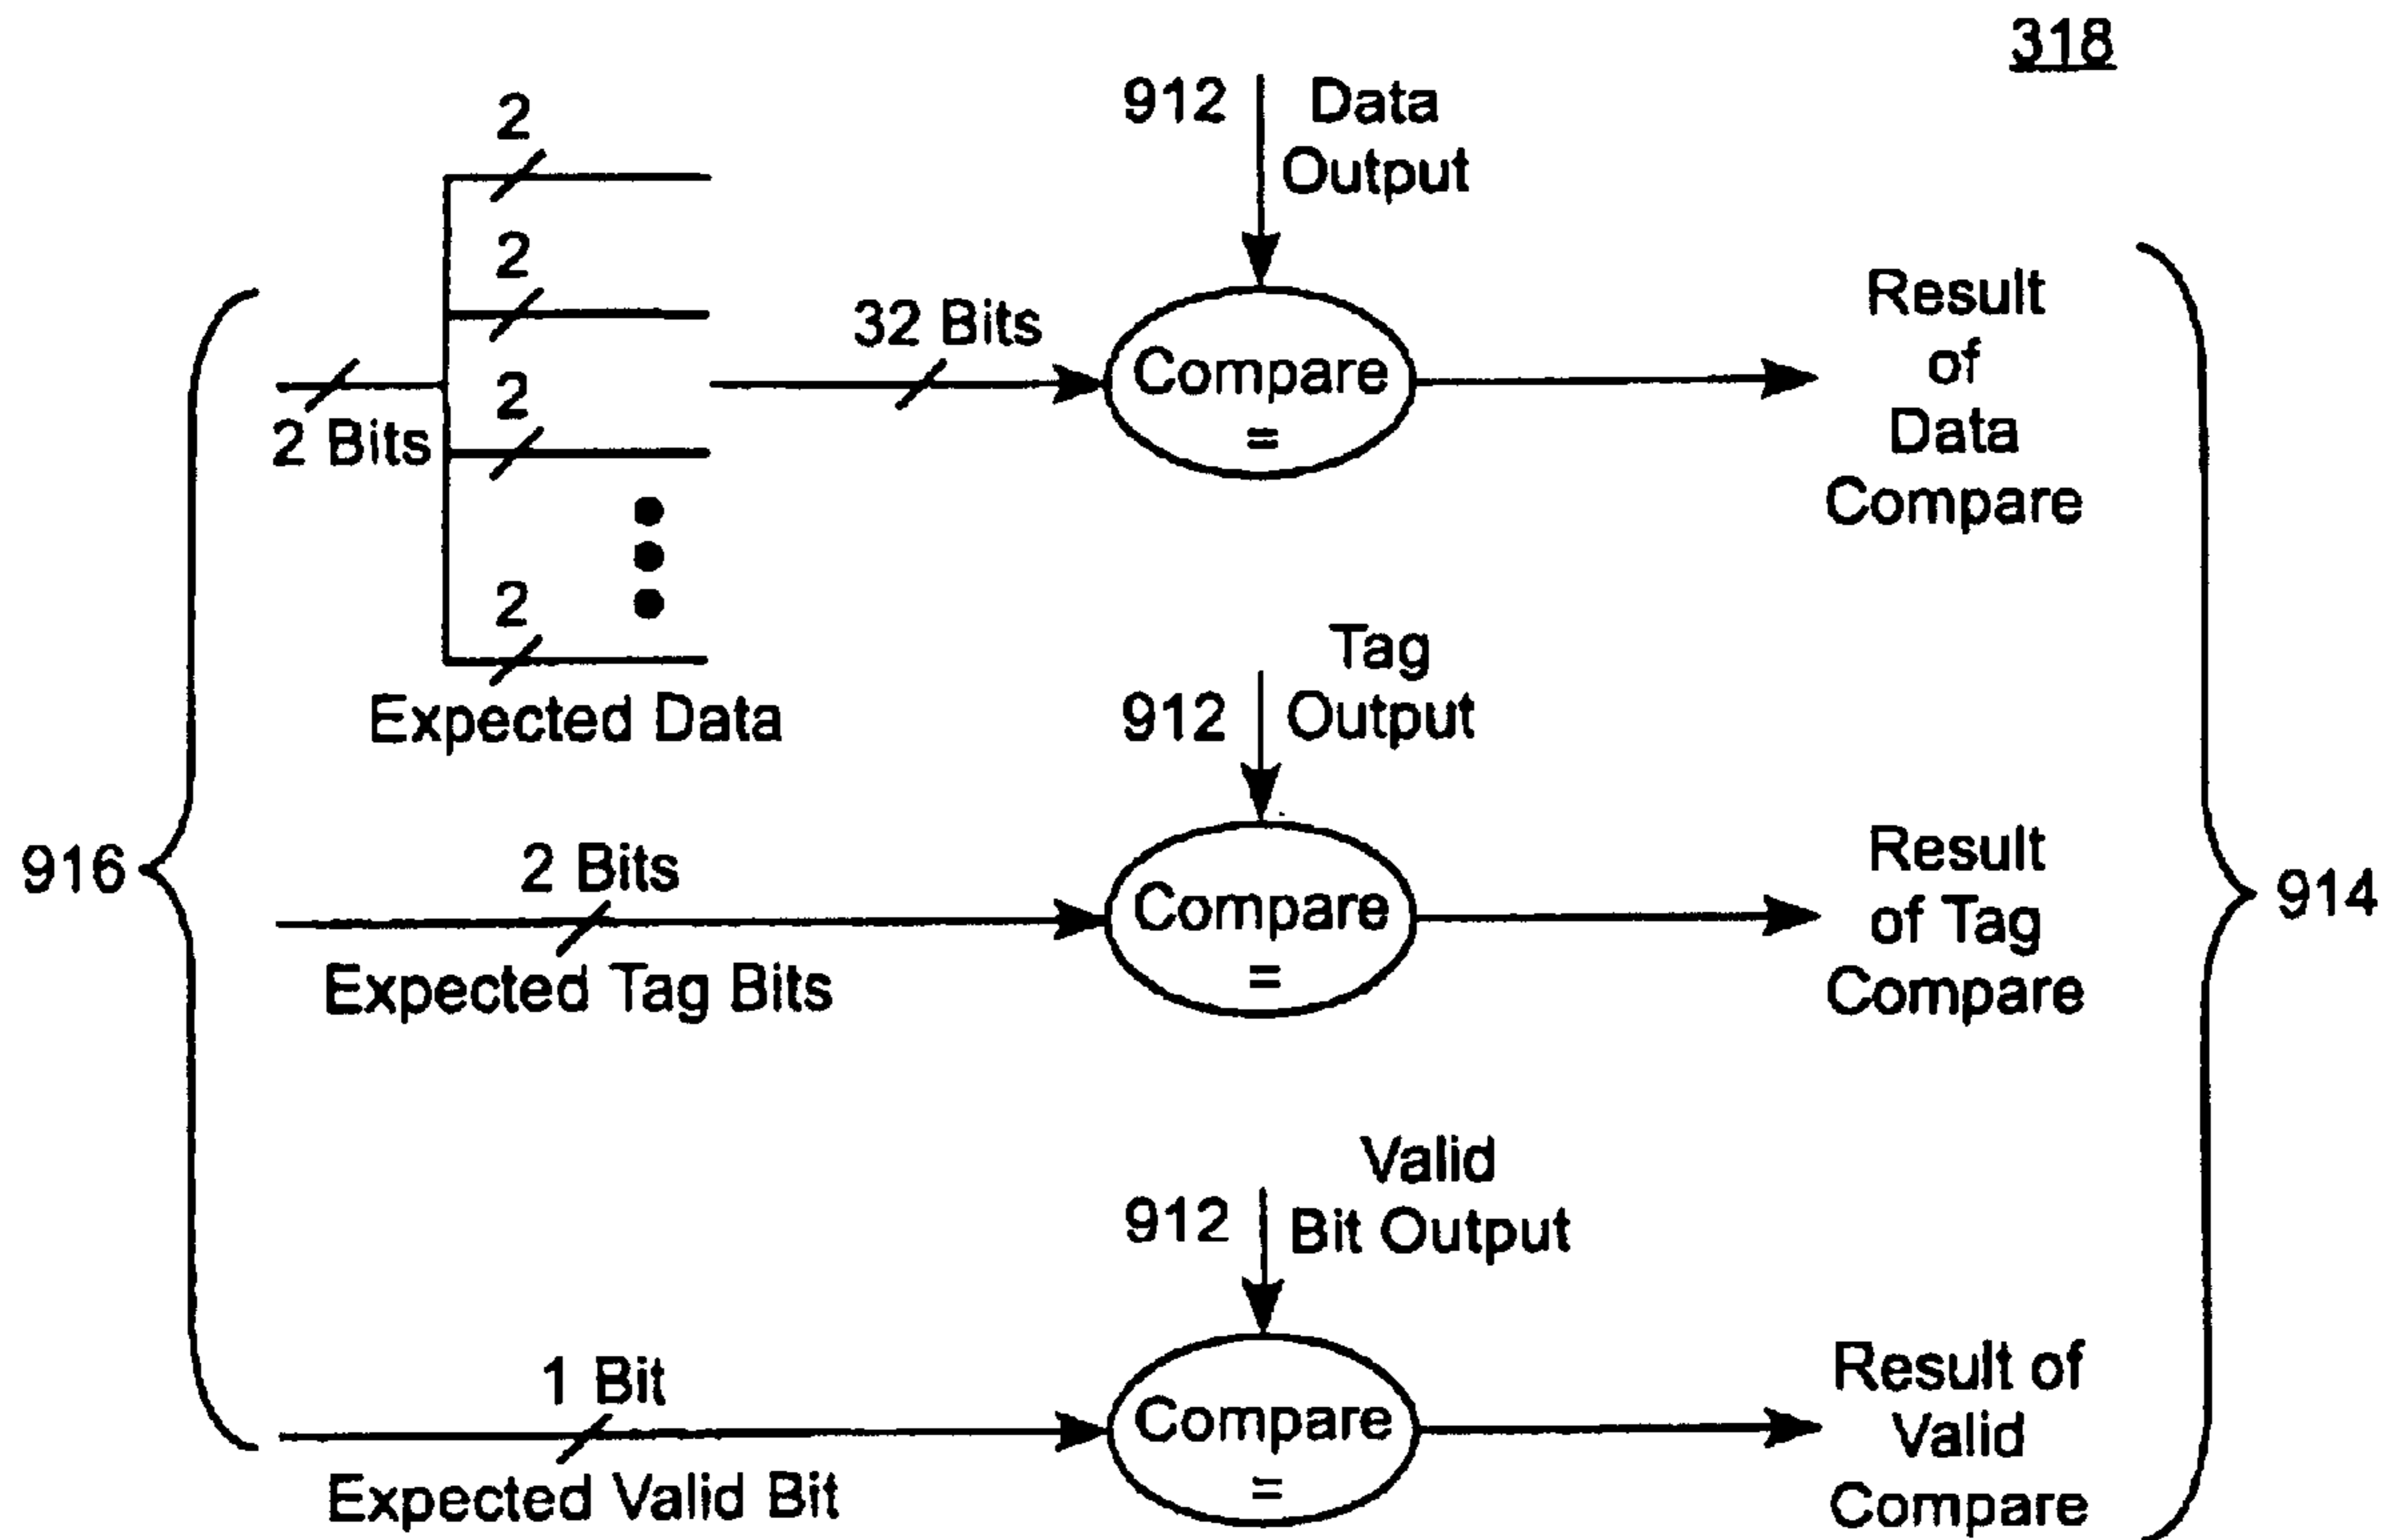 318
2
912
Data
Output
2
32 Bits
Compare
=
Result
of
Data
Compare
2 Bits
2
2
Expected Data
912
Tag
Output
916
2 Bits
Expected Tag Bits
Compare
=
Result
of Tag
Compare
914
912
Valid
Bit Output
1 Bit
Expected Valid Bit
Compare
=
Result of
Valid
Compare